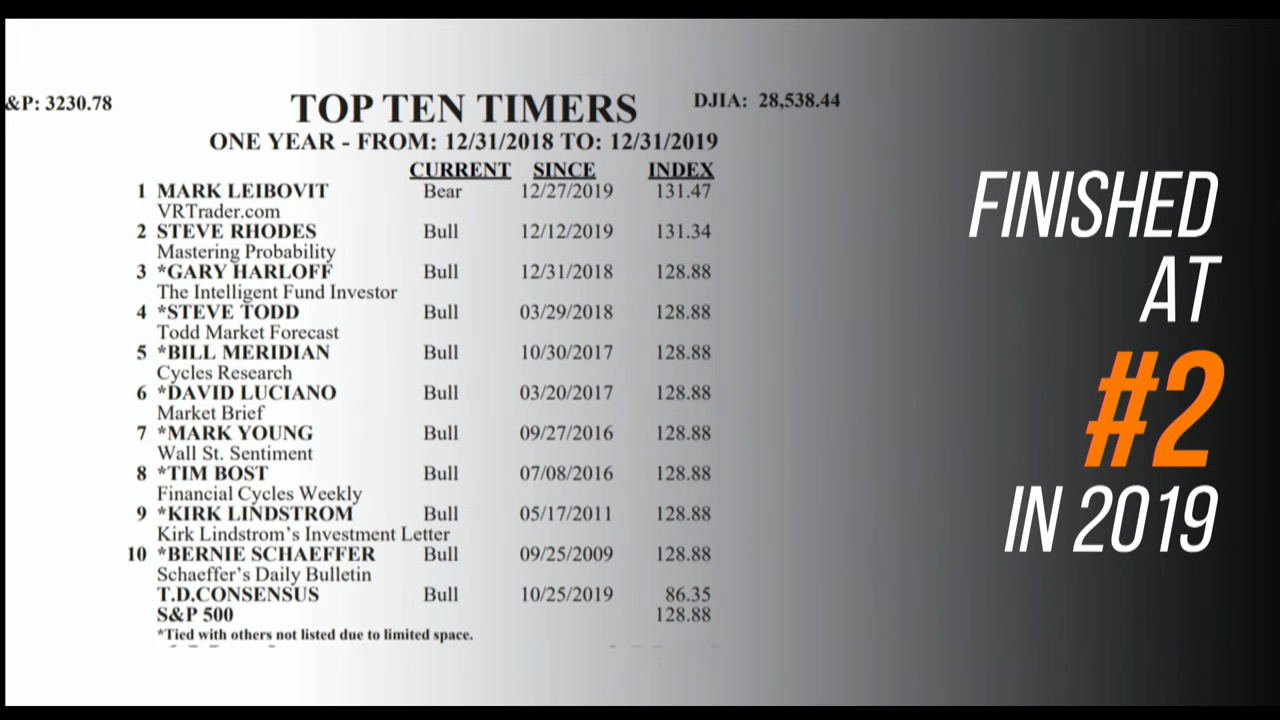 &P: 3230.78
TOP TEN TIMERS
DJIA: 28,538.44
ONE YEAR - FROM: 12/31/2018 TO: 12/31/2019
CURRENT SINCE INDEX
1 MARK LEIBOVIT Bear 12/27/2019 131.47
VRTrader.com
2 STEVE RHODES Bull 12/12/2019 131.34
Mastering Probability
3 *GARY HARLOFF Bull 12/31/2018 128.88
The Intelligent Fund Investor
4 *STEVE TODD Bull 03/29/2018 128.88
Todd Market Forecast
5 *BILL MERIDIAN Bull 10/30/2017 128.88
Cycles Research
6 *DAVID LUCIANO Bull 03/20/2017 128.88
Market Brief
7 *MARK YOUNG Bull 09/27/2016 128.88
Wall St. Sentiment
8 *TIM BOST Bull 07/08/2016 128.88
Financial Cycles Weekly
9 *KIRK LINDSTROM Bull 05/17/2011 128.88
Kirk Lindstrom's Investment Letter
10 *BERNIE SCHAEFFER Bull 09/25/2009 128.88
Schaeffer's Daily Bulletin
T.D.CONSENSUS Bull 10/25/2019 86.35
S&P 500 128.88
*Tied with others not listed due to limited space.
FINISHED
AT
#2
IN 2019